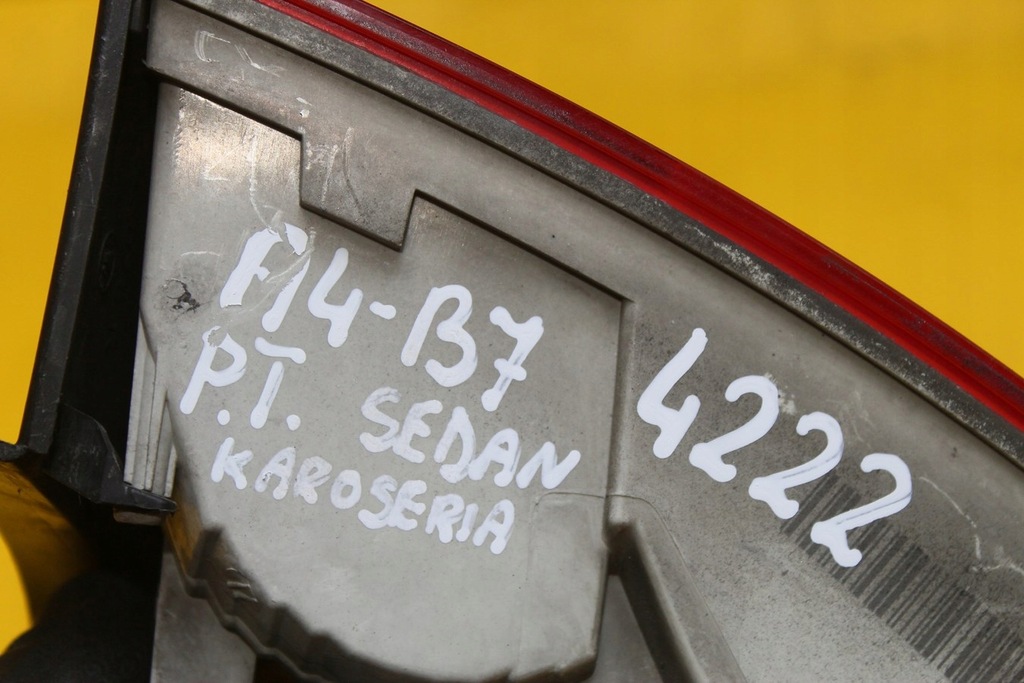 A4-B7
P.T. SEDAN
KAROSERIA
4222